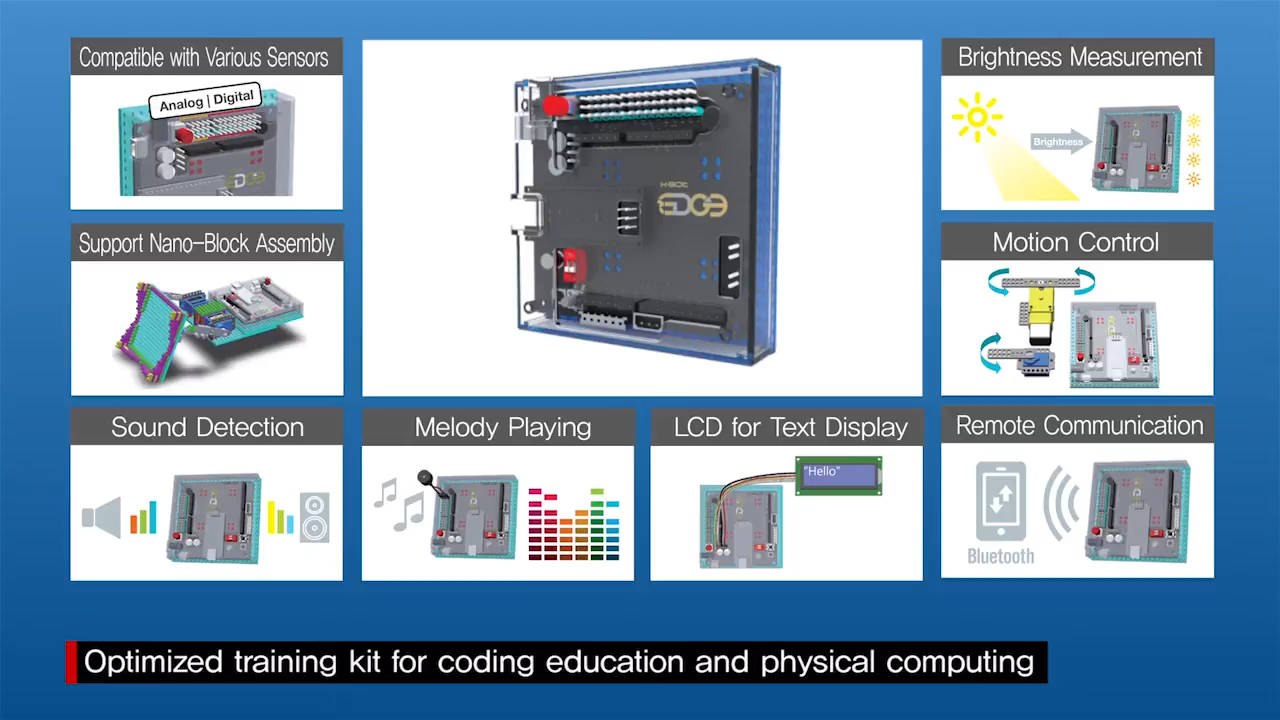 Compatible with Various Sensors
Analog | Digital
X-BOT
EDGE
Brightness Measurement
Brightness
Support Nano-Block Assembly
Motion Control
Sound Detection
Melody Playing
LCD for Text Display
"Hello"
Remote Communication
Bluetooth
Optimized training kit for coding education and physical computing